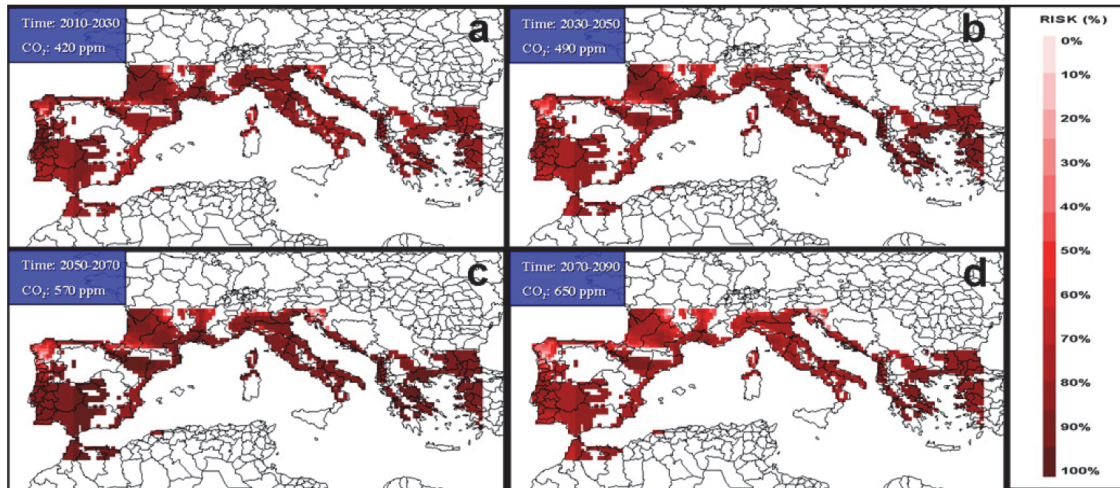 Time: 2010-2030
CO₂: 420 ppm
a
Time: 2030-2050
CO₂: 490 ppm
b
Time: 2050-2070
CO₂: 570 ppm
c
Time: 2070-2090
CO₂: 650 ppm
d
RISK (%)
0%
10%
20%
30%
40%
50%
60%
70%
80%
90%
100%